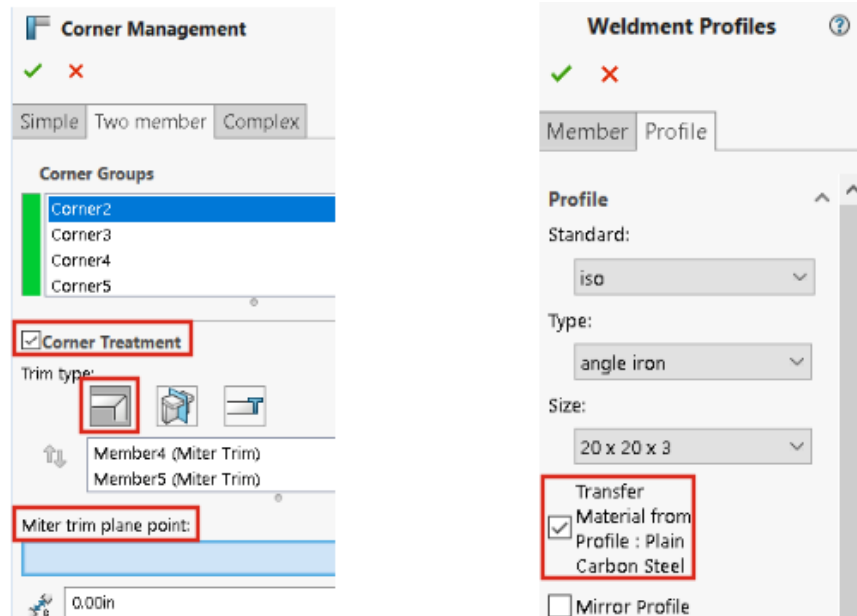 Corner Management
Simple
Two member
Complex
Corner Groups
Corner2
Corner3
Corner4
Corner5
Corner Treatment
Trim type:
Member4 (Miter Trim)
Member5 (Miter Trim)
Miter trim plane point:
0.00in
Weldment Profiles
?
Member
Profile
Profile
Standard:
iso
Type:
angle iron
Size:
20 x 20 x 3
Transfer
Material from
Profile : Plain
Carbon Steel
Mirror Profile